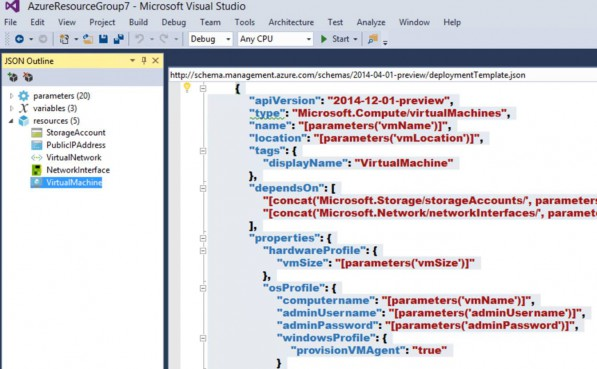 AzureResourceGroup7 - Microsoft Visual Studio
File Edit View Project Build Debug Team Tools Architecture Test Analyze Window Help
Debug Any CPU Start
JSON Outline
parameters (20)
variables (3)
resources (5)
StorageAccount
PublicIPAddress
VirtualNetwork
NetworkInterface
VirtualMachine
http://schema.management.azure.com/schemas/2014-04-01-preview/deploymentTemplate.json
{
"apiVersion": "2014-12-01-preview",
"type": "Microsoft.Compute/virtualMachines",
"name": "[parameters('vmName')]",
"location": "[parameters('vmLocation')]",
"tags": {
"displayName": "VirtualMachine"
},
"dependsOn": [
"[concat('Microsoft.Storage/storageAccounts/', parameters
"[concat('Microsoft.Network/networkInterfaces/', parame
],
"properties": {
"hardwareProfile": {
"vmSize": "[parameters('vmSize')]"
},
"osProfile": {
"computername": "[parameters('vmName')]",
"adminUsername": "[parameters('adminUsername')]",
"adminPassword": "[parameters('adminPassword')]",
"windowsProfile": {
"provisionVMAgent": "true"
}